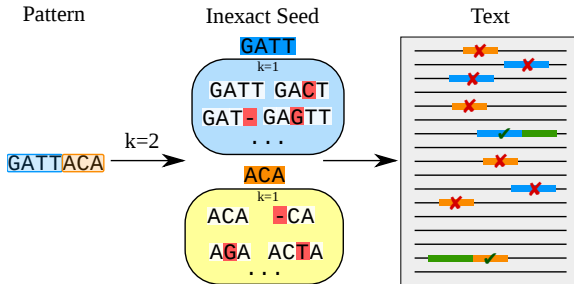 Pattern
Inexact Seed
Text
GATT
k=1
GATT GACT
GAT- GAGTT
...
k=2
GATTACA
ACA
k=1
ACA -CA
AGA ACTA
...